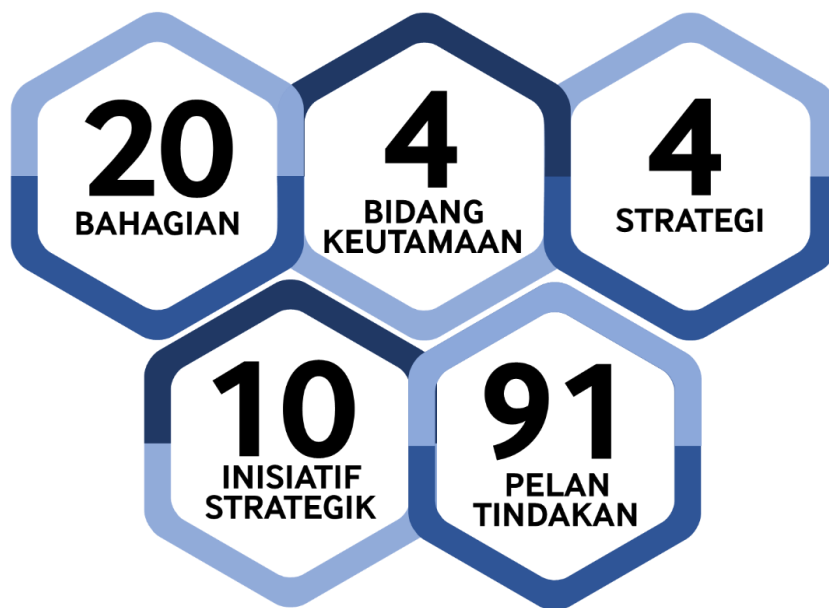 20
BAHAGIAN
4
BIDANG
KEUTAMAAN
4
STRATEGI
10
INISIATIF
STRATEGIK
91
PELAN
TINDAKAN